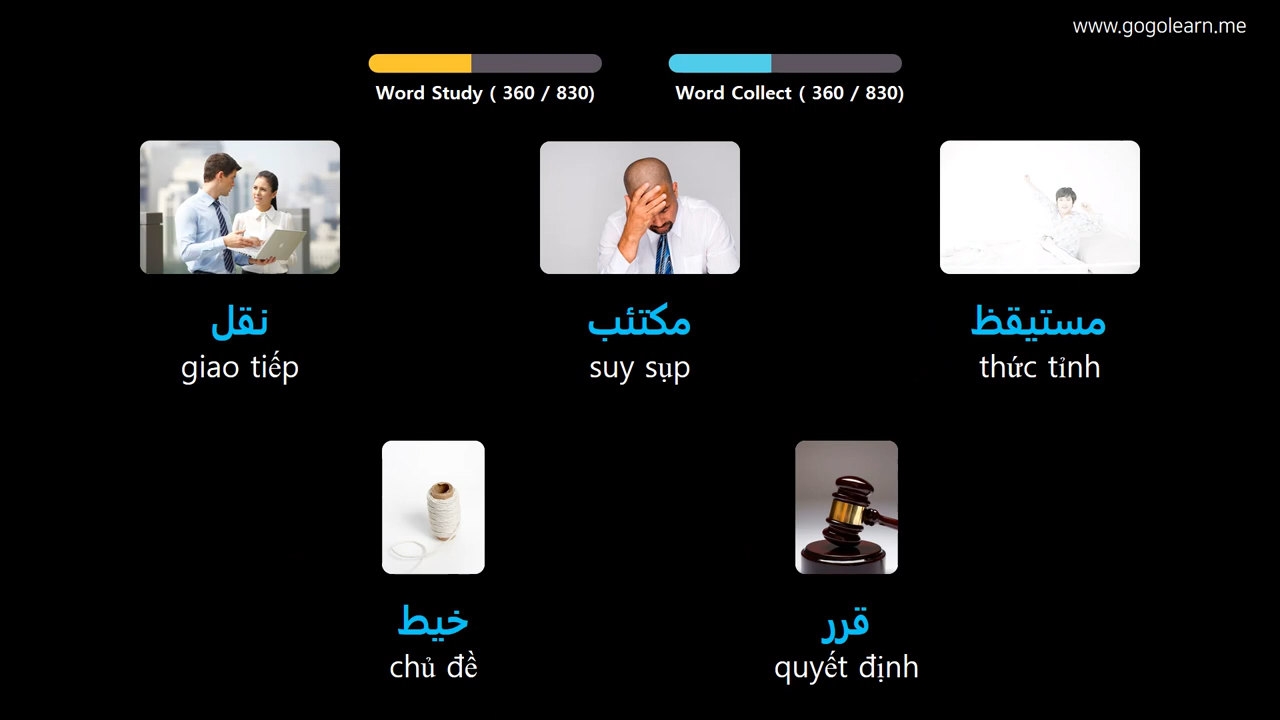 www.gogolearn.me
Word Study ( 360 / 830)
Word Collect ( 360 / 830)
نقل
giao tiếp
مكتئب
suy sụp
مستيقظ
thức tỉnh
خيط
chủ đề
قرر
quyết định